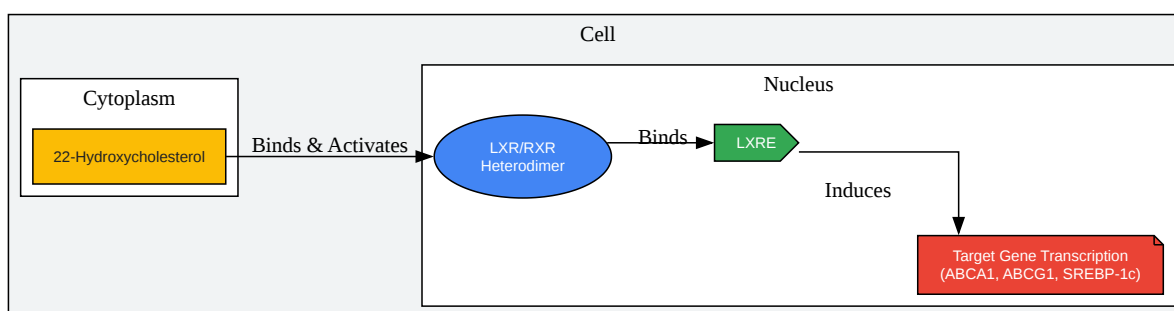 Cell
Cytoplasm
22-Hydroxycholesterol
Binds & Activates
Nucleus
LXR/RXR
Heterodimer
Binds
LXRE
Induces
Target Gene Transcription
(ABCA1, ABCG1, SREBP-1c)